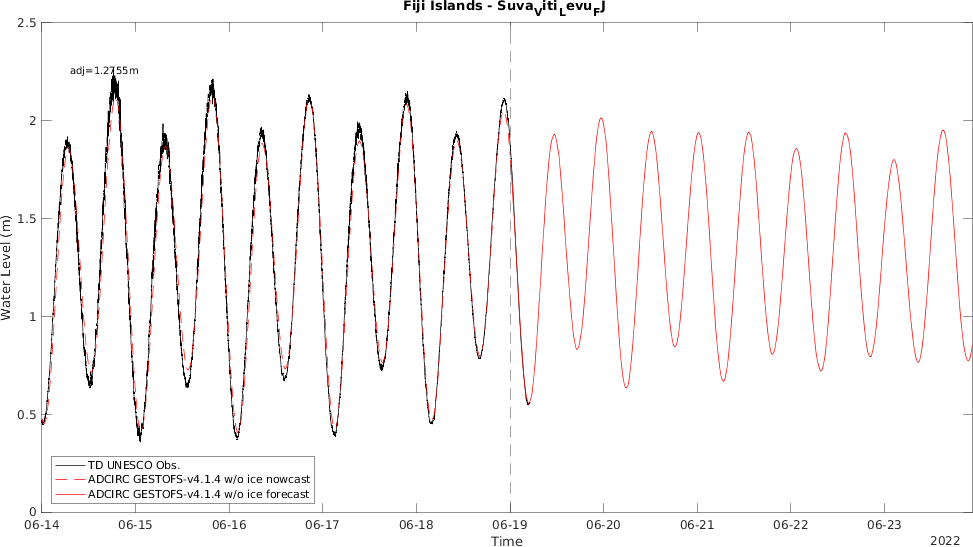 Fiji Islands - Suva_Viti_Levu_FJ
2.5
adj=1.2755m
2
1.5
Water Level (m)
1
0.5
TD UNESCO Obs.
ADCIRC GESTOFS-v4.1.4 w/o ice nowcast
ADCIRC GESTOFS-v4.1.4 w/o ice forecast
0
06-14 06-15 06-16 06-17 06-18 06-19 06-20 06-21 06-22 06-23
Time
2022